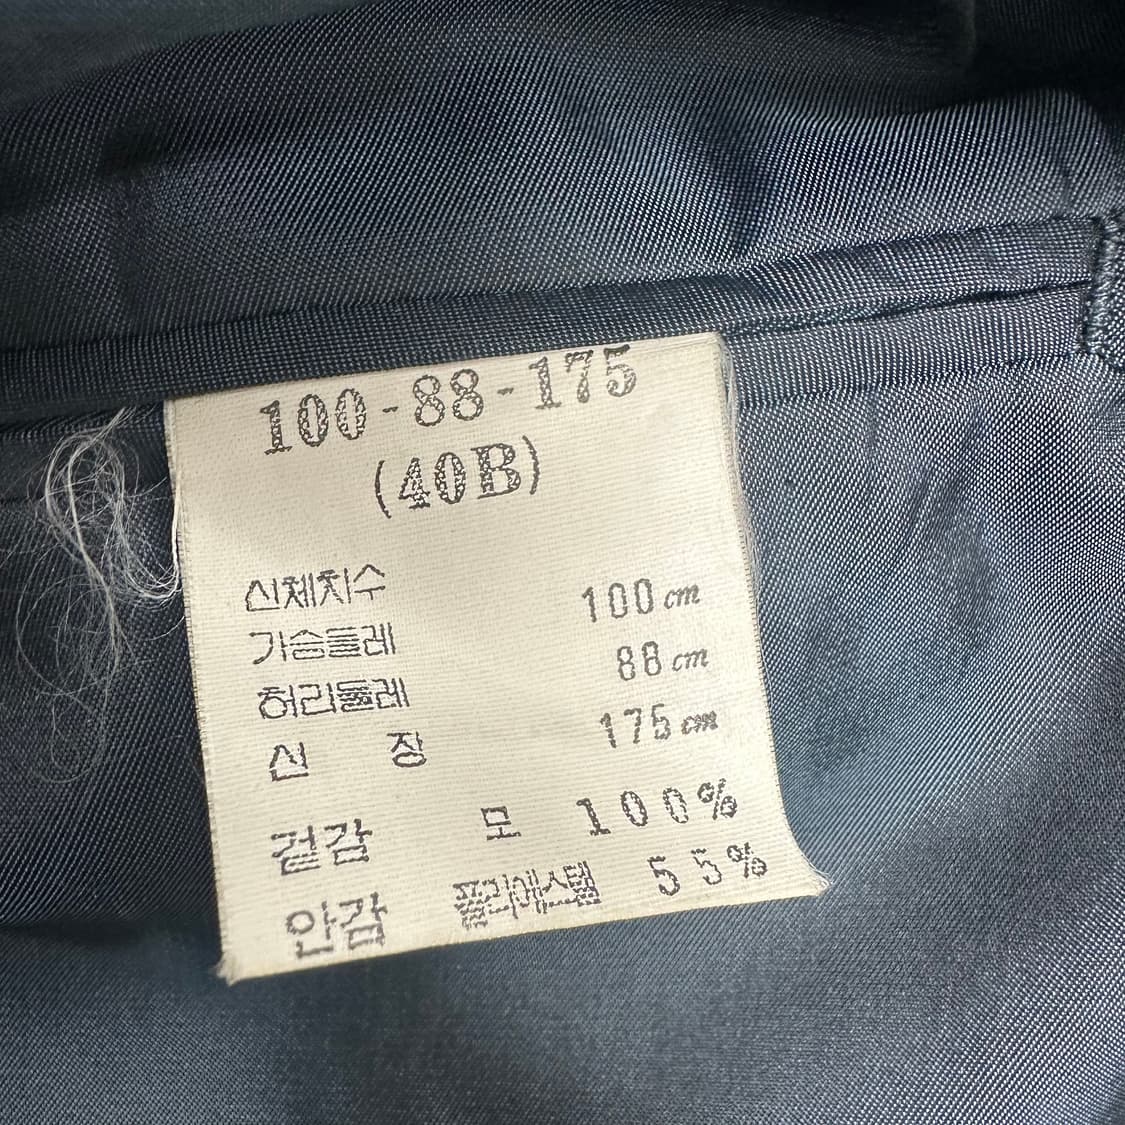 100-88-175
(40B)
신체치수
가슴둘레 100cm
허리둘레 88cm
신 장 175cm
겉감 모 100%
안감 폴리에스텔 55%